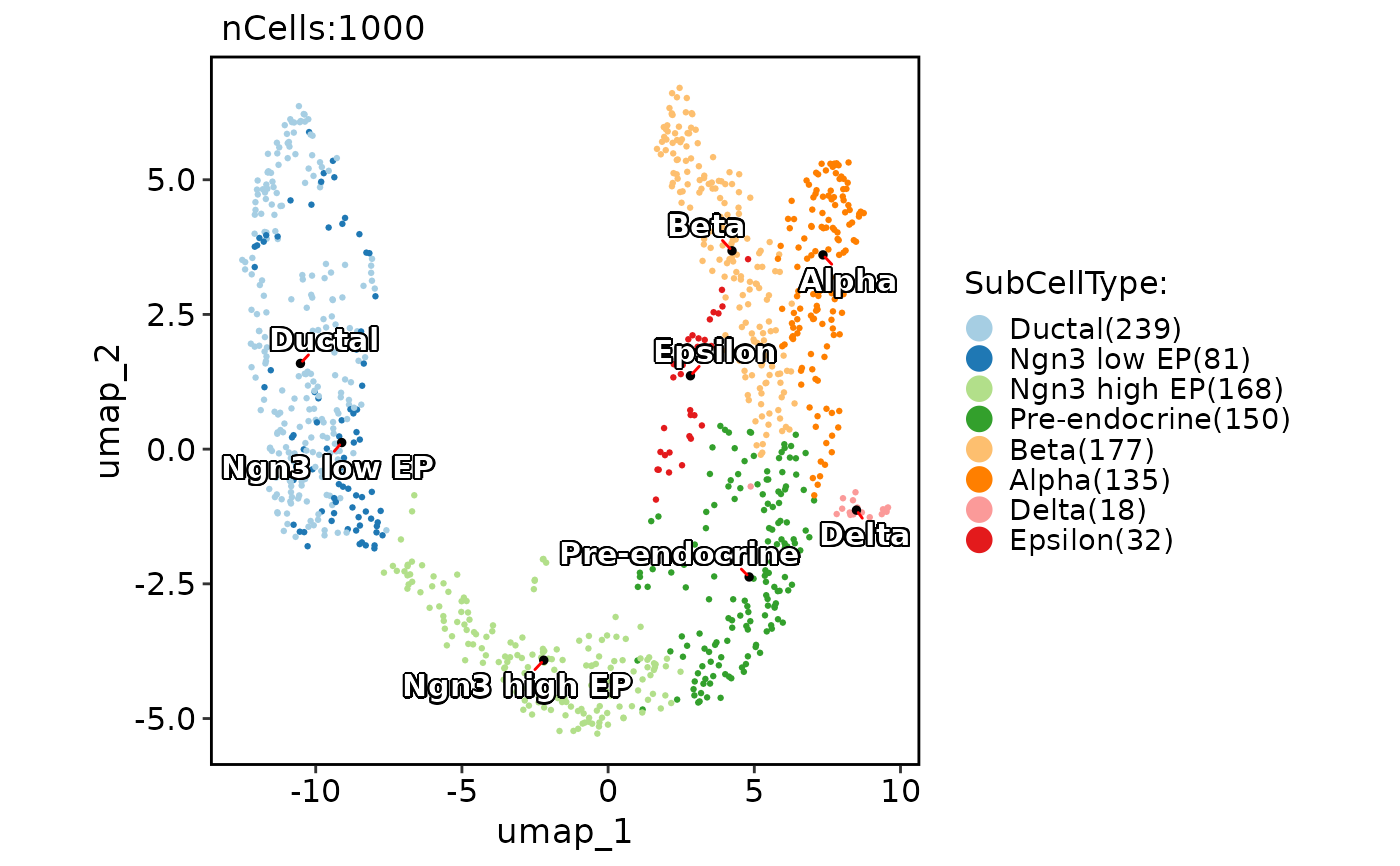 nCells:1000
umap_2
5.0
2.5
0.0
-2.5
-5.0
Beta
Alpha
Ductal
Epsilon
Ngn3 low EP
Delta
Pre-endocrine
Ngn3 high EP
-10
-5
0
5
10
umap_1
SubCellType:
Ductal(239)
Ngn3 low EP(81)
Ngn3 high EP(168)
Pre-endocrine(150)
Beta(177)
Alpha(135)
Delta(18)
Epsilon(32)